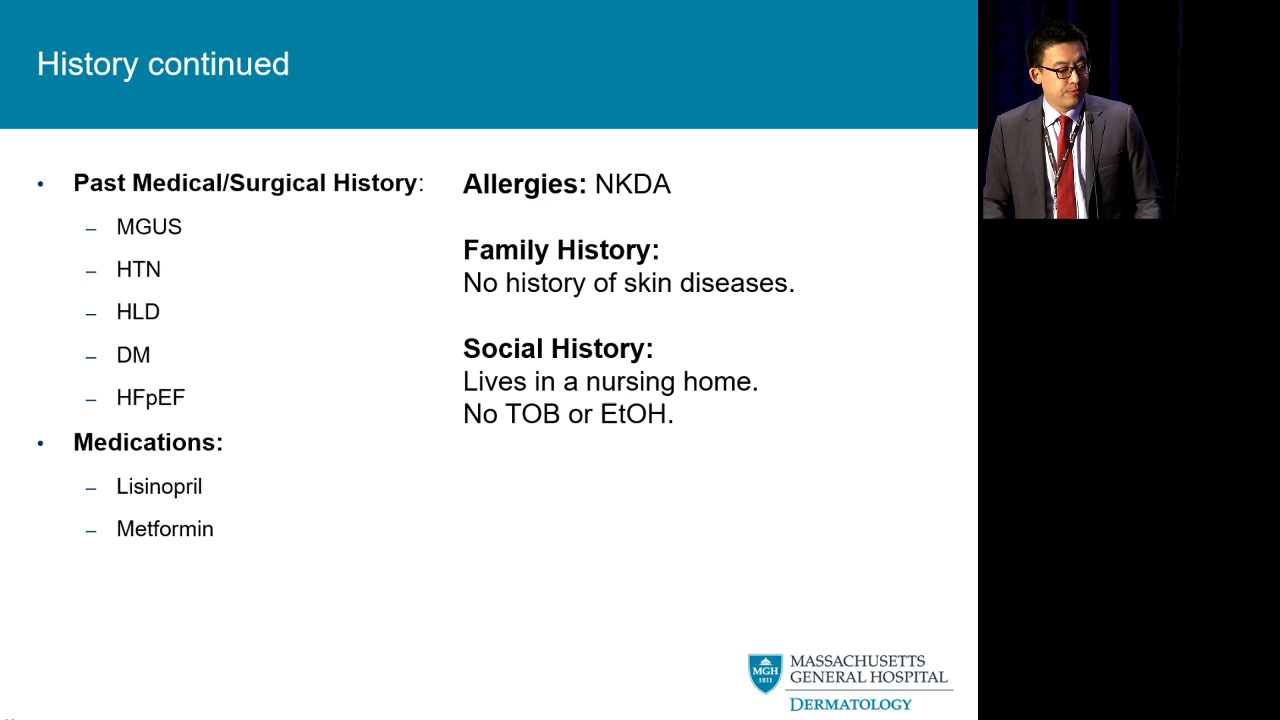 History continued
• Past Medical/Surgical History:
– MGUS
– HTN
– HLD
– DM
– HFpEF
• Medications:
– Lisinopril
– Metformin
Allergies: NKDA
Family History:
No history of skin diseases.
Social History:
Lives in a nursing home.
No TOB or EtOH.
MGH
1811
MASSACHUSETTS
GENERAL HOSPITAL
DERMATOLOGY